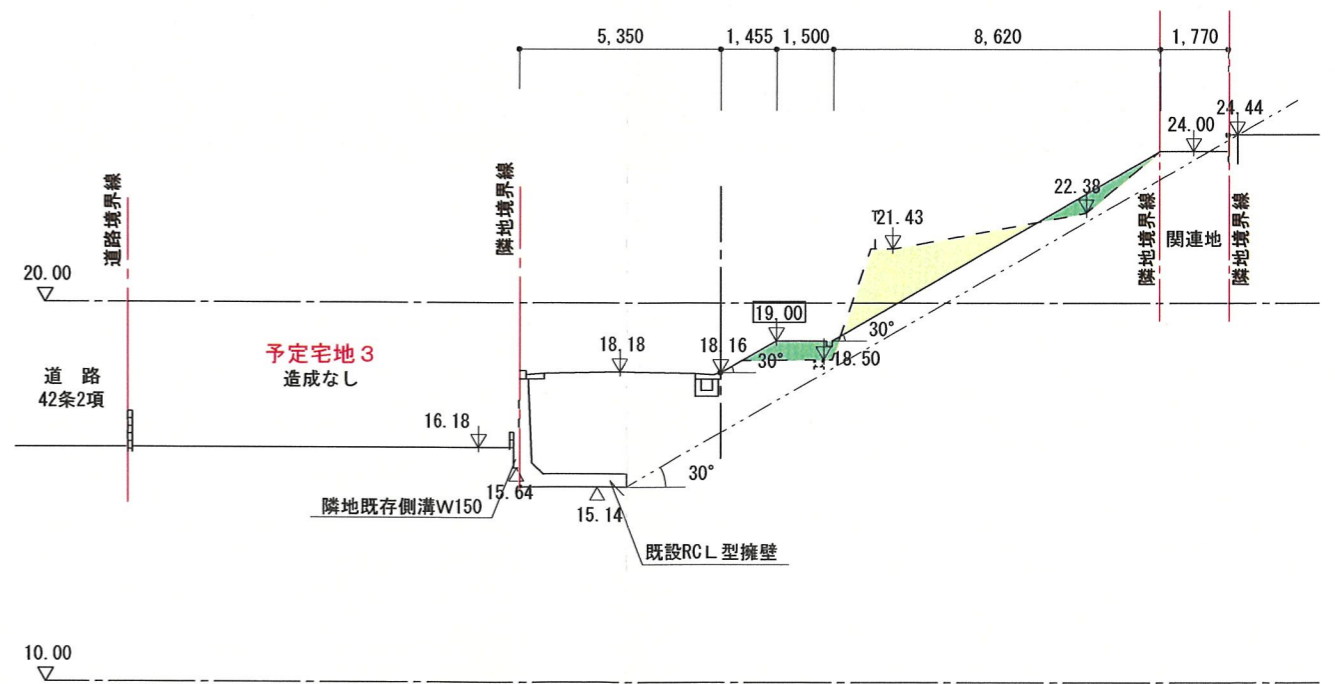 5,350
1,455
1,500
8,620
1,770
24.44
24.00
道路境界線
隣地境界線
22.38
21.43
隣地境界線
関連地
隣地境界線
20.00
19,00
30°
予定宅地3
造成なし
18.18
18.16
30°
18.50
道 路
42条2項
16.18
30°
15.64
隣地既存側溝W150
15.14
既設RCL型擁壁
10.00